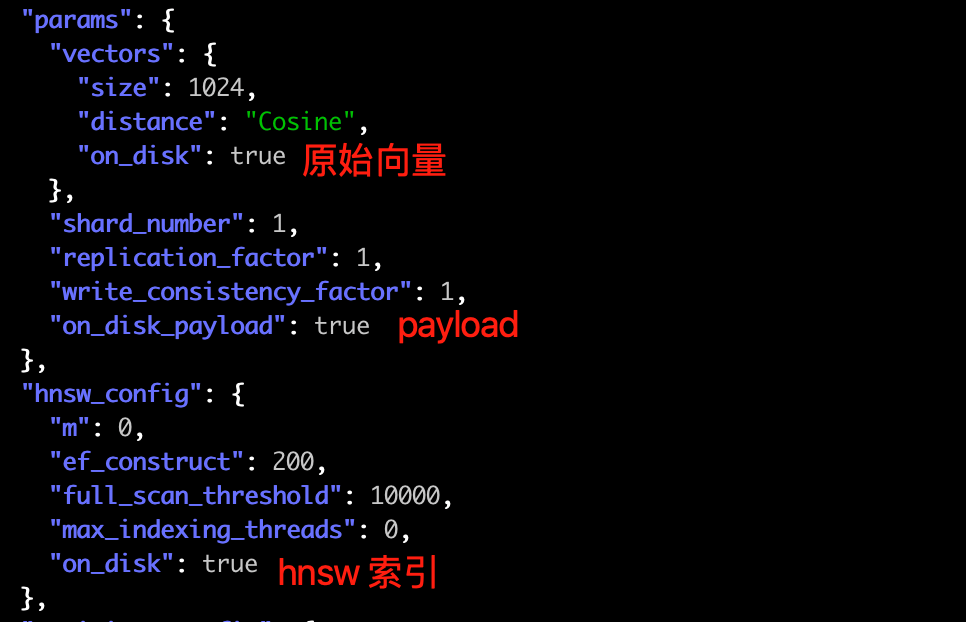 "params": {
"vectors": {
"size": 1024,
"distance": "Cosine",
"on_disk": true 原始向量
},
"shard_number": 1,
"replication_factor": 1,
"write_consistency_factor": 1,
"on_disk_payload": true payload
},
"hnsw_config": {
"m": 0,
"ef_construct": 200,
"full_scan_threshold": 10000,
"max_indexing_threads": 0,
"on_disk": true hnsw 索引
},